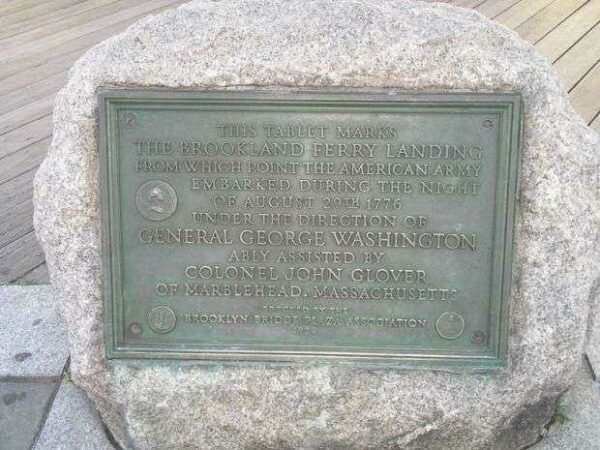 THIS TABLET MARKS
THE BROOKLAND FERRY LANDING
FROM WHICH POINT THE AMERICAN ARMY
EMBARKED DURING THE NIGHT
OF AUGUST 29TH 1776
UNDER THE DIRECTION OF
GENERAL GEORGE WASHINGTON
ABLY ASSISTED BY
COLONEL JOHN GLOVER
OF MARBLEHEAD, MASSACHUSETTS
BY THE
BROOKLYN BRIDGE PLAZA ASSOCIATION